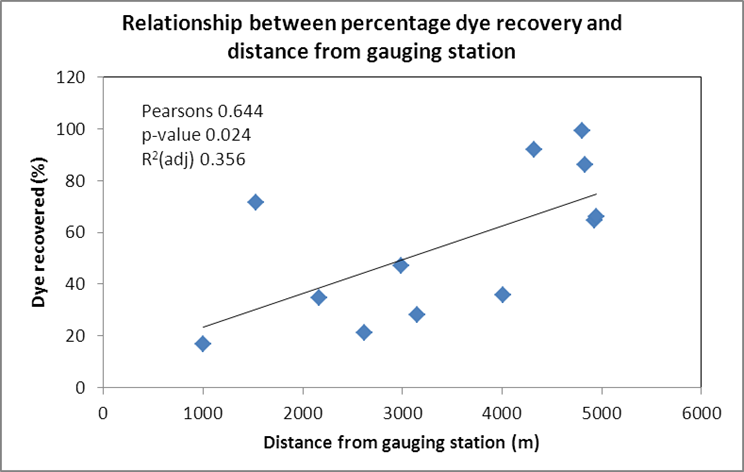 Relationship between percentage dye recovery and
distance from gauging station
Pearsons 0.644
p-value 0.024
R²(adj) 0.356
Dye recovered (%)
120
100
80
60
40
20
0
0 1000 2000 3000 4000 5000 6000
Distance from gauging station (m)